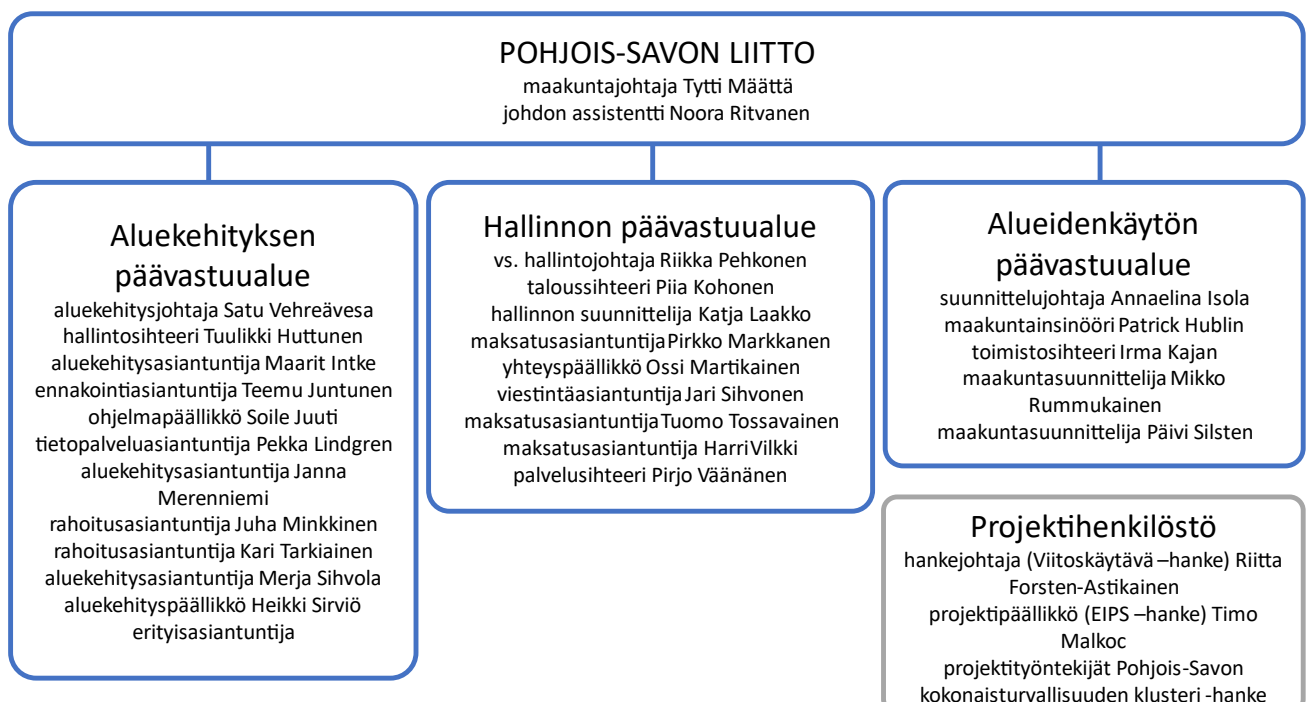 POHJOIS-SAVON LIITTO
maakuntajohtaja Tytti Määttä
johdon assistentti Noora Ritvanen
Aluekehityksen
päävastuualue
aluekehitysjohtaja Satu Vehreävesa
hallintosihteeri Tuulikki Huttunen
aluekehitysasiantuntija Maarit Intke
ennakointiasiantuntija Teemu Juntunen
ohjelmapäällikkö Soile Juuti
tietopalveluasiantuntija Pekka Lindgren
aluekehitysasiantuntija Janna
Merenniemi
rahoitusasiantuntija Juha Minkkinen
rahoitusasiantuntija Kari Tarkiainen
aluekehitysasiantuntija Merja Sihvola
aluekehityspäällikkö Heikki Sirviö
erityisasiantuntija
Hallinnon päävastuualue
vs. hallintojohtaja Riikka Pehkonen
taloussihteeri Piia Kohonen
hallinnon suunnittelija Katja Laakko
maksatusasiantuntija Pirkko Markkanen
yhteyspäällikkö Ossi Martikainen
viestintäasiantuntija Jari Sihvonen
maksatusasiantuntija Tuomo Tossavainen
maksatusasiantuntija Harri Vilkki
palvelusihteeri Pirjo Väänänen
Alueidenkäytön
päävastuualue
suunnittelujohtaja Annaelina Isola
maakuntainsinööri Patrick Hublin
toimistosihteeri Irma Kajan
maakuntasuunnittelija Mikko
Rummukainen
maakuntasuunnittelija Päivi Silsten
Projektihenkilöstö
hankejohtaja (Viitoskäytävä –hanke) Riitta
Forsten-Astikainen
projektipäällikkö (EIPS –hanke) Timo
Malkoc
projektityöntekijät Pohjois-Savon
kokonaisturvallisuuden klusteri -hanke